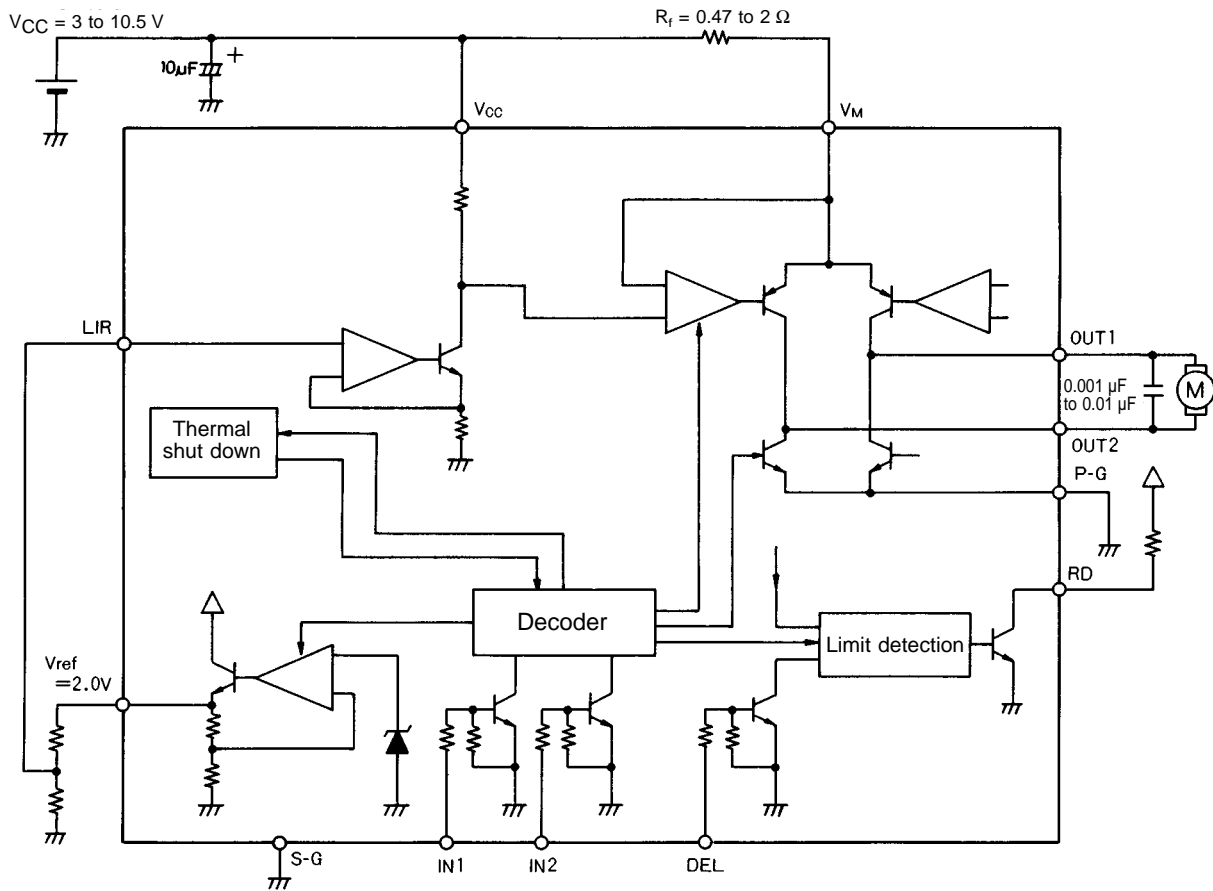 VCC = 3 to 10.5 V
Rf = 0.47 to 2 Ω
VCC
VM
LIR
OUT1
0.001 µF
to 0.01 µF
M
OUT2
P-G
Thermal
shut down
RD
Decoder
Limit detection
Vref
=2.0V
S-G
IN1
IN2
DEL